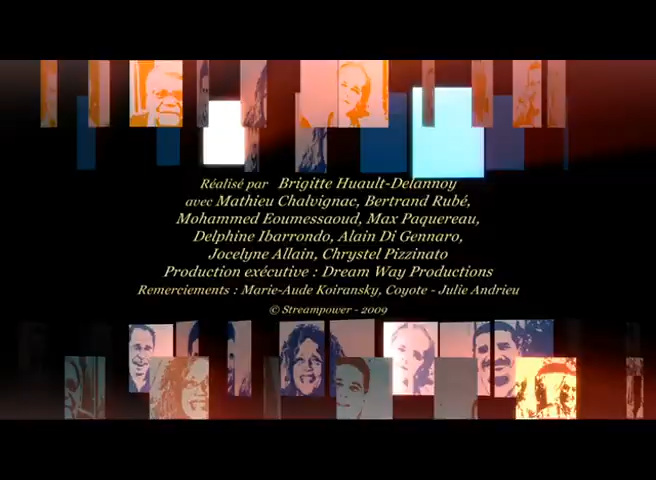 Réalisé par Brigitte Huault-Delannoy
avec Mathieu Chalvignac, Bertrand Rubé,
Mohammed Eoumessaoud, Max Paquereau,
Delphine Ibarrondo, Alain Di Gennaro,
Jocelyne Allain, Chrystel Pizzinato
Production exécutive : Dream Way Productions
Remerciements : Marie-Aude Koiransky, Coyote - Julie Andrieu
© Streampower - 2009